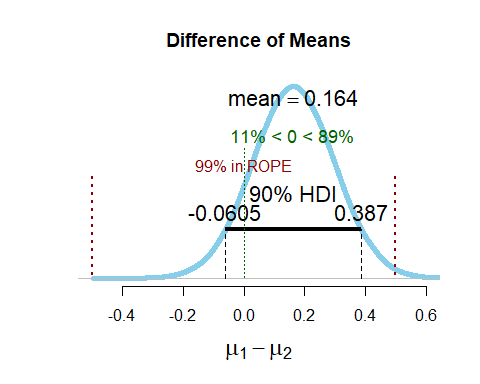 Difference of Means
mean = 0.164
11% < 0 < 89%
99% in ROPE
90% HDI
-0.0605 0.387
-0.4 -0.2 0.0 0.2 0.4 0.6
μ1 − μ2